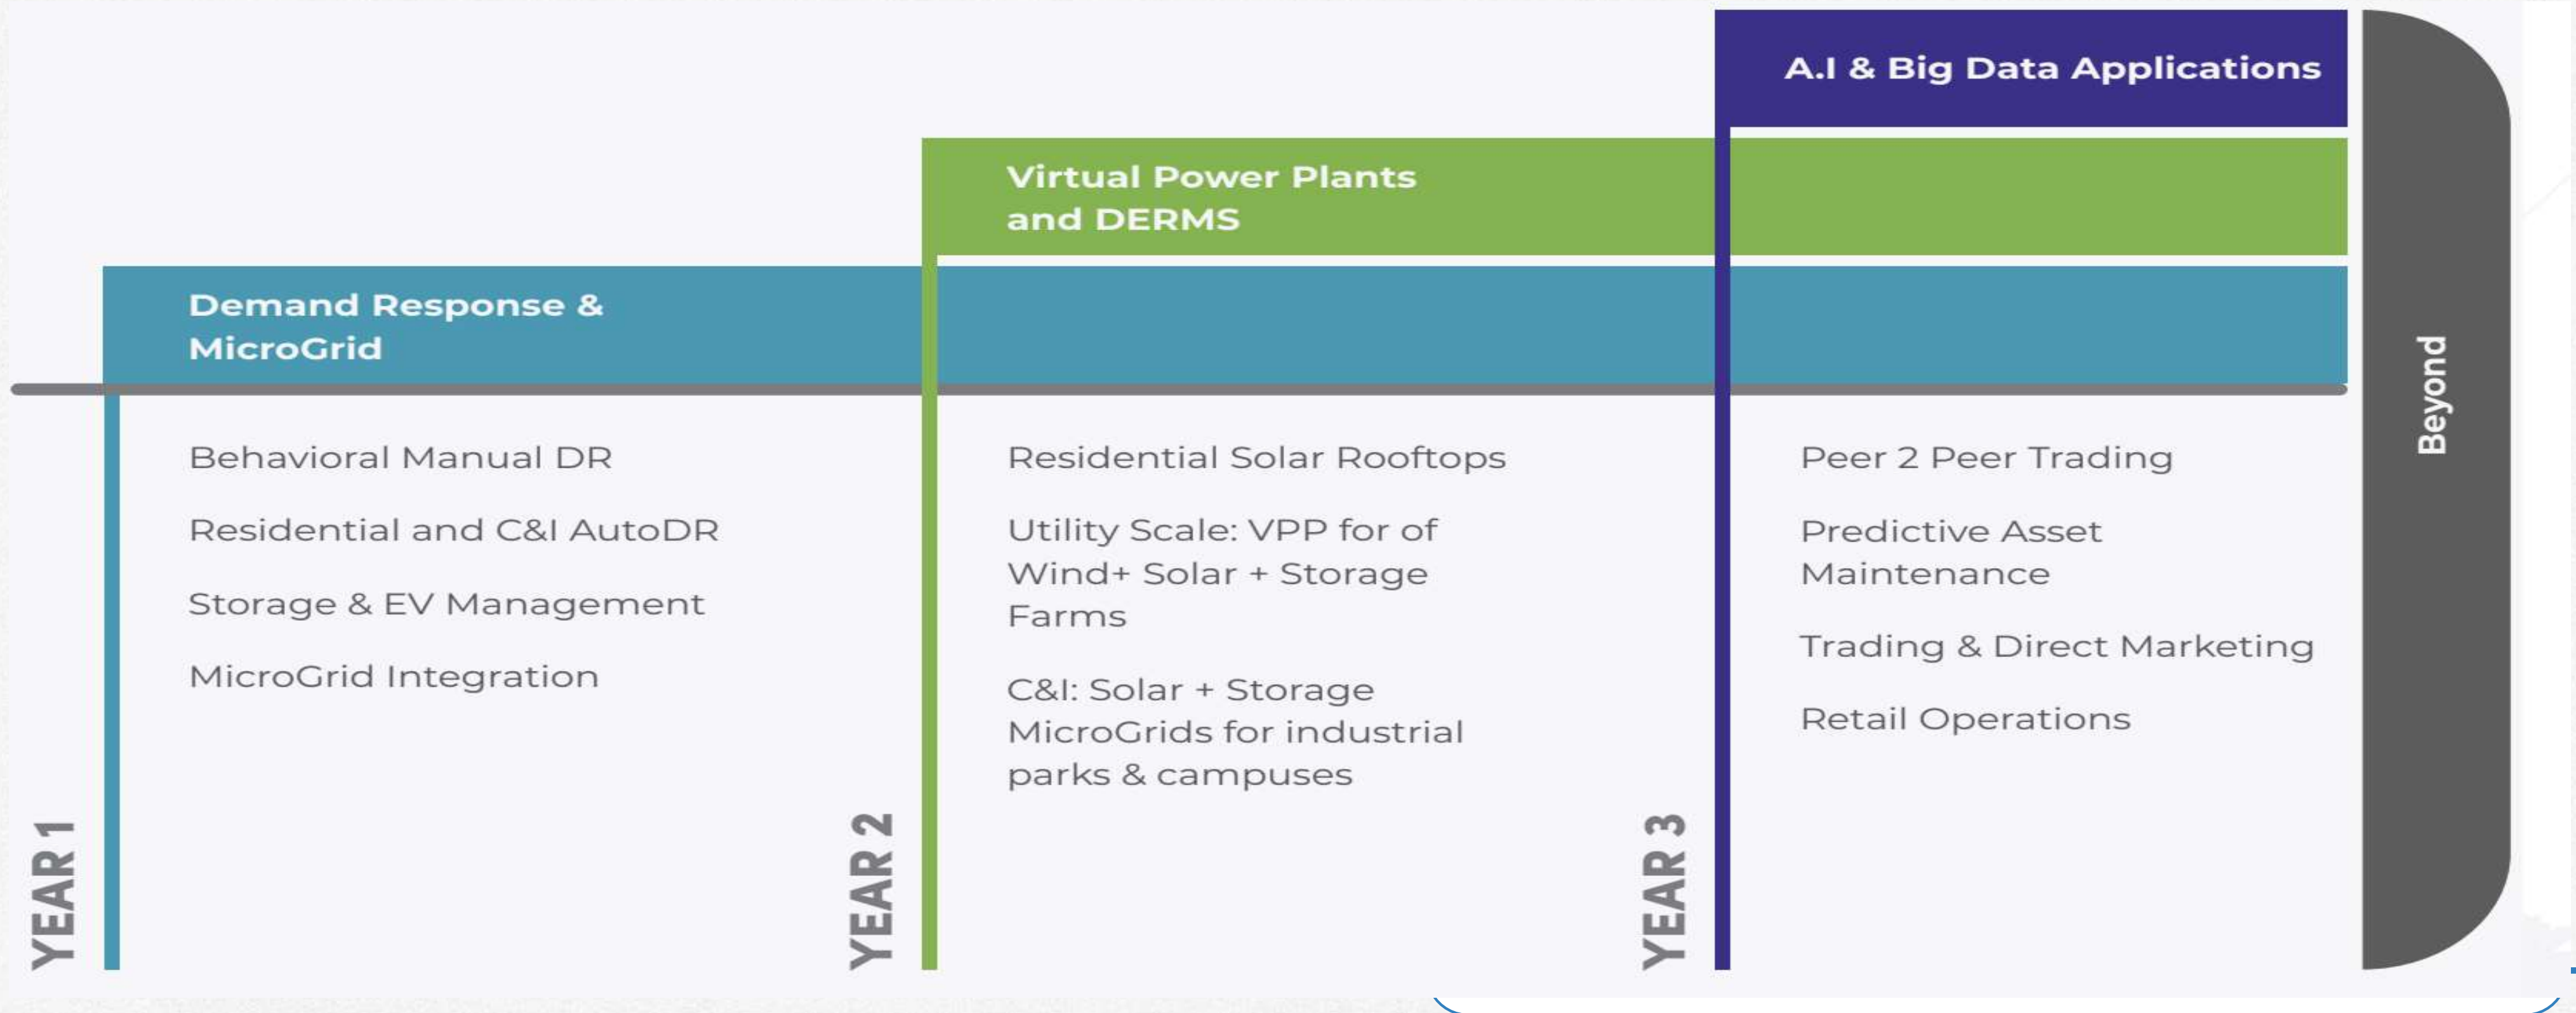 A.I & Big Data Applications
Virtual Power Plants
and DERMS
Demand Response &
MicroGrid
YEAR 1
Behavioral Manual DR
Residential and C&I AutoDR
Storage & EV Management
MicroGrid Integration
YEAR 2
Residential Solar Rooftops
Utility Scale: VPP for of
Wind+ Solar + Storage
Farms
C&I: Solar + Storage
MicroGrids for industrial
parks & campuses
YEAR 3
Peer 2 Peer Trading
Predictive Asset
Maintenance
Trading & Direct Marketing
Retail Operations
Beyond